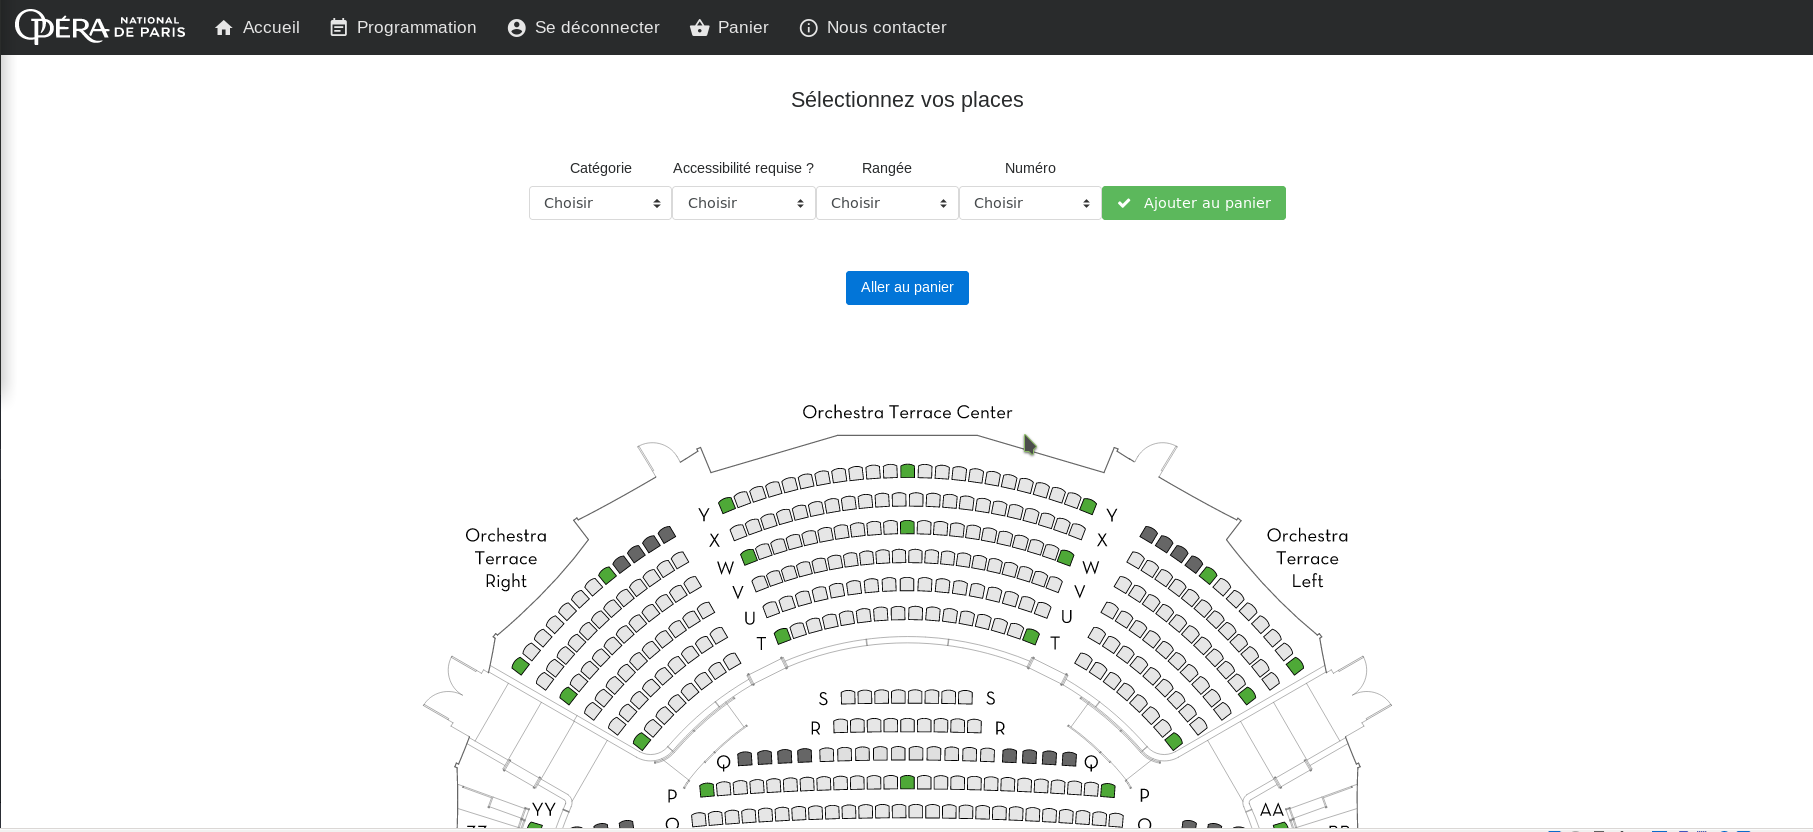 OPÉRA NATIONAL DE PARIS Accueil Programmation Se déconnecter Panier Nous contacter
Sélectionnez vos places
Catégorie Accessibilité requise ? Rangée Numéro
Choisir Choisir Choisir Choisir Ajouter au panier
Aller au panier
Orchestra Terrace Center
Orchestra Terrace Right
Orchestra Terrace Left
Y Y
X X
W W
V V
U U
T T
S S
R R
Q Q
P P
YY AA
O O